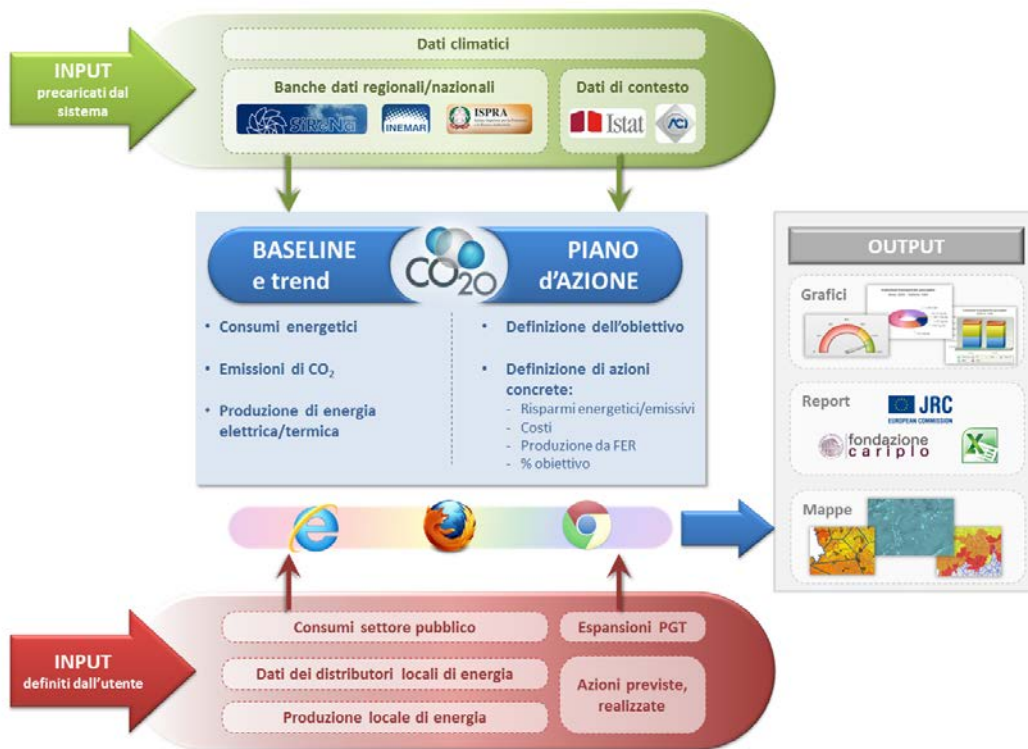 INPUT
precaricati dal
sistema
Dati climatici
Banche dati regionali/nazionali
SiReNa
INEMAR
ISPRA
Dati di contesto
Istat
ACI
BASELINE
e trend
CO2O
PIANO
d'AZIONE
• Consumi energetici
• Emissioni di CO₂
• Produzione di energia
elettrica/termica
• Definizione dell'obiettivo
• Definizione di azioni
concrete:
- Risparmi energetici/emissivi
- Costi
- Produzione da FER
- % obiettivo
OUTPUT
Grafici
Report
JRC
EUROPEAN COMMISSION
fondazione
cariplo
Mappe
INPUT
definiti dall'utente
Consumi settore pubblico
Dati dei distributori locali di energia
Produzione locale di energia
Espansioni PGT
Azioni previste,
realizzate